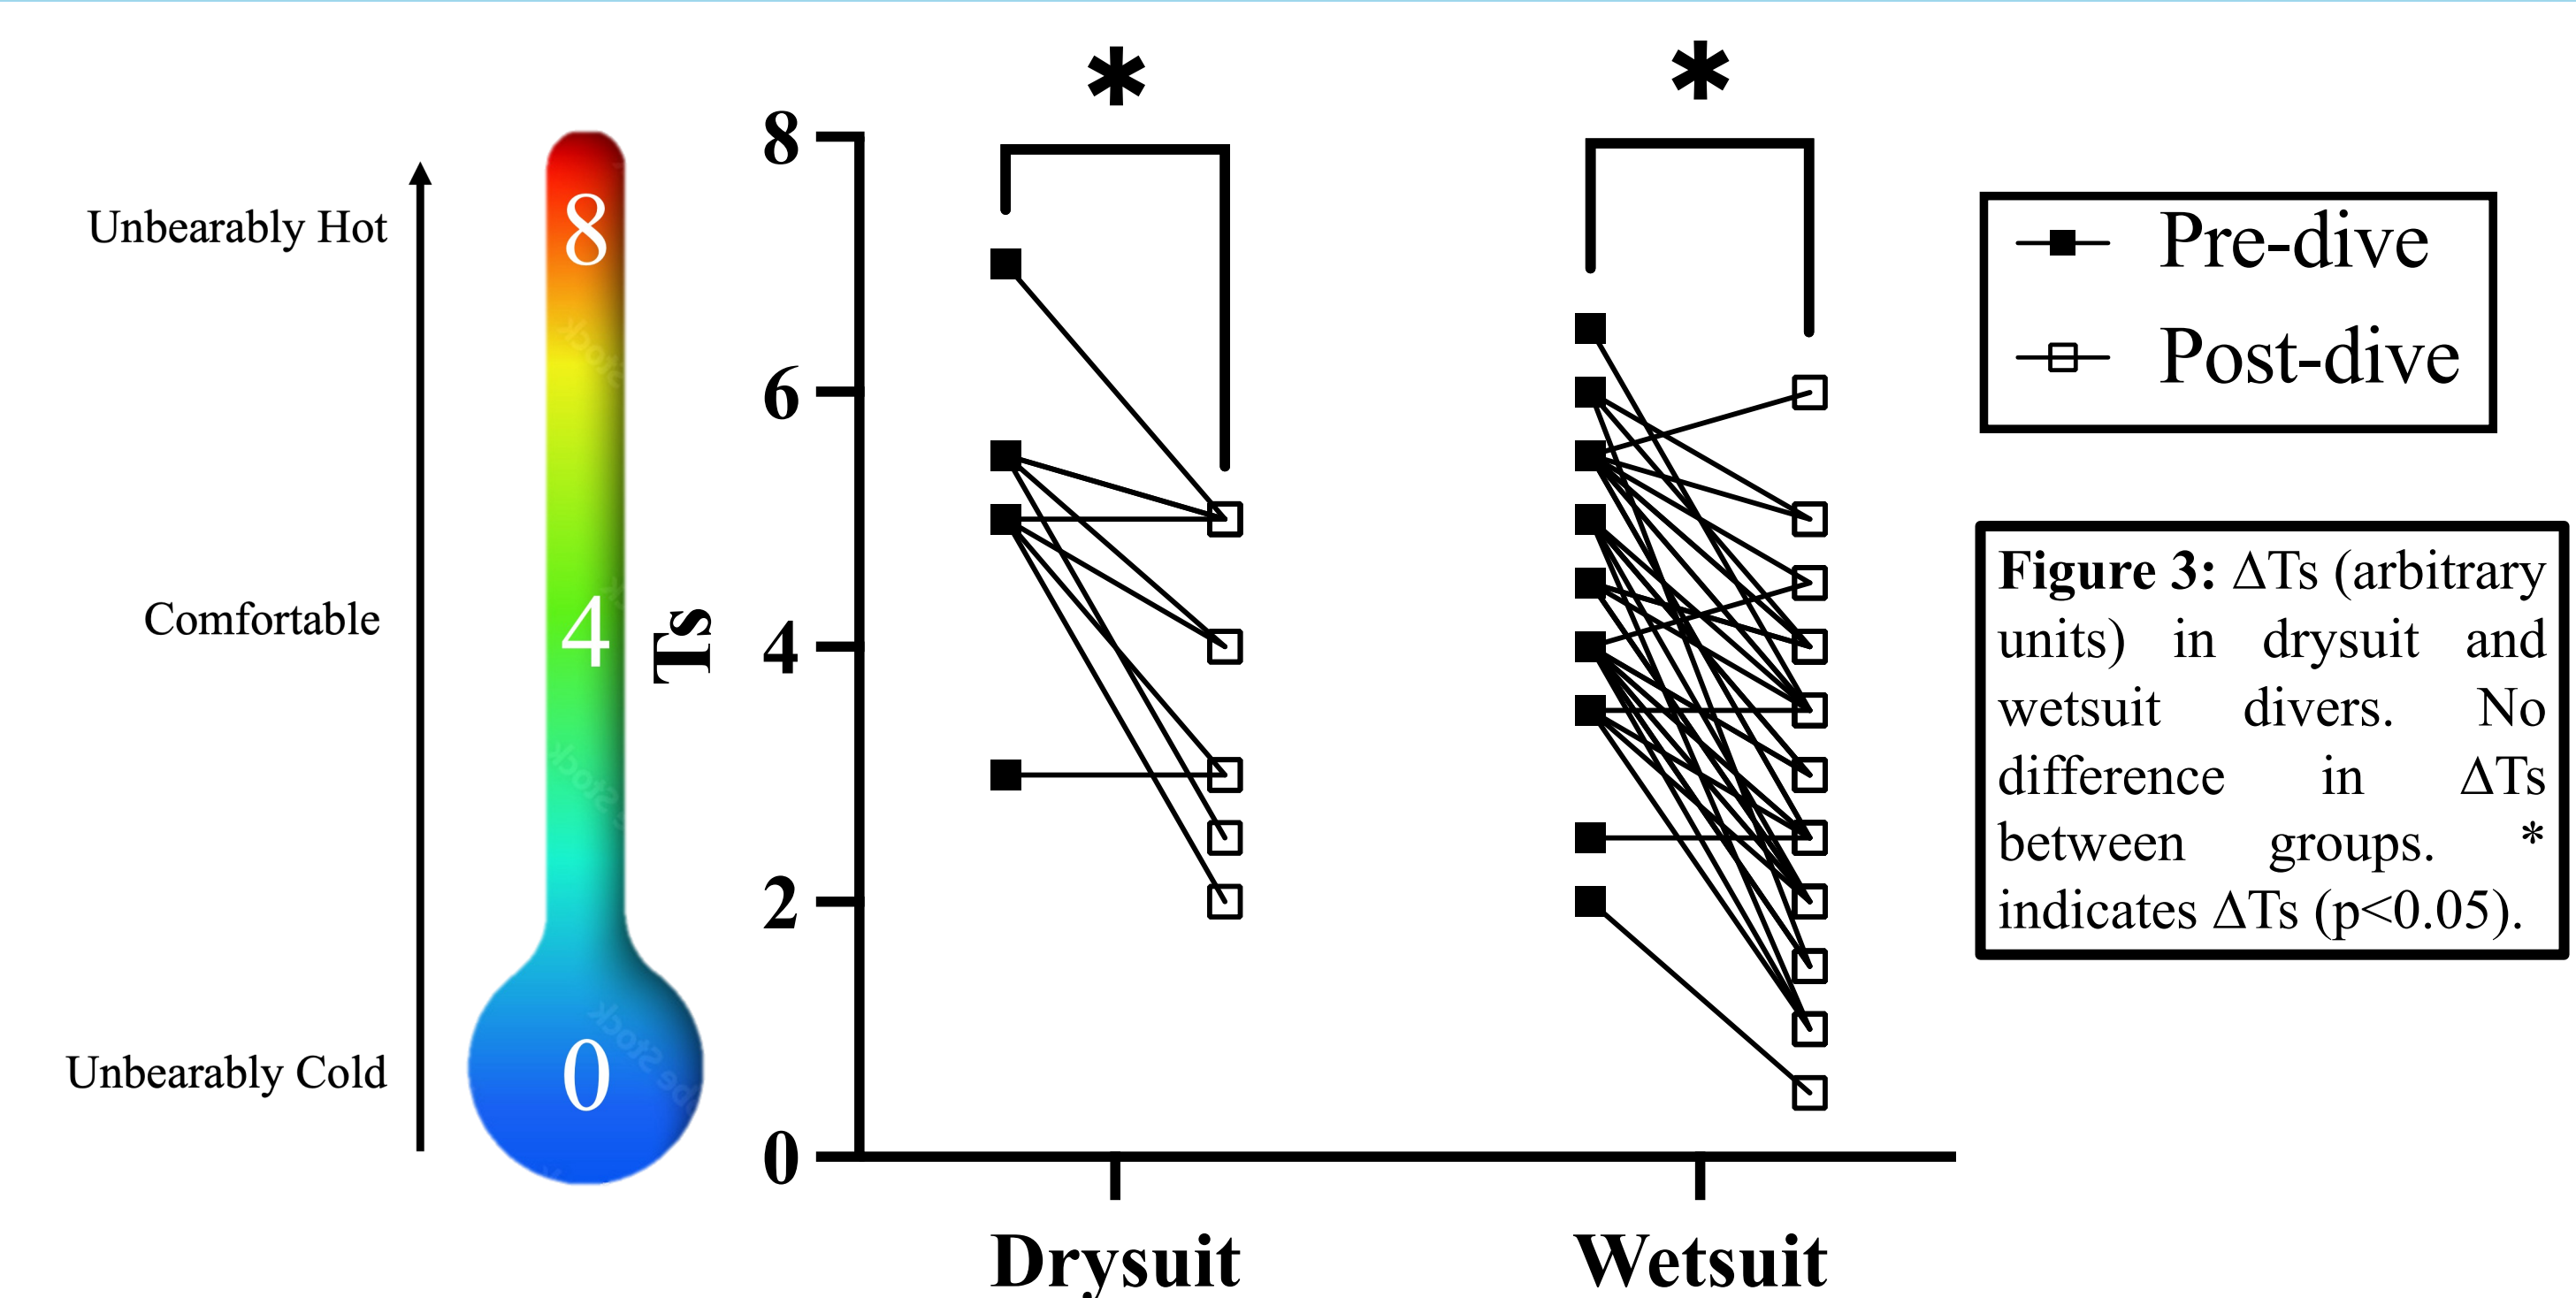 Unbearably Hot
Comfortable
Unbearably Cold
8
4
0
Ts
8
6
4
2
0
*
*
Drysuit
Wetsuit
Pre-dive
Post-dive
Figure 3: ΔTs (arbitrary
units) in drysuit and
wetsuit divers. No
difference in ΔTs
between groups. *
indicates ΔTs (p<0.05).